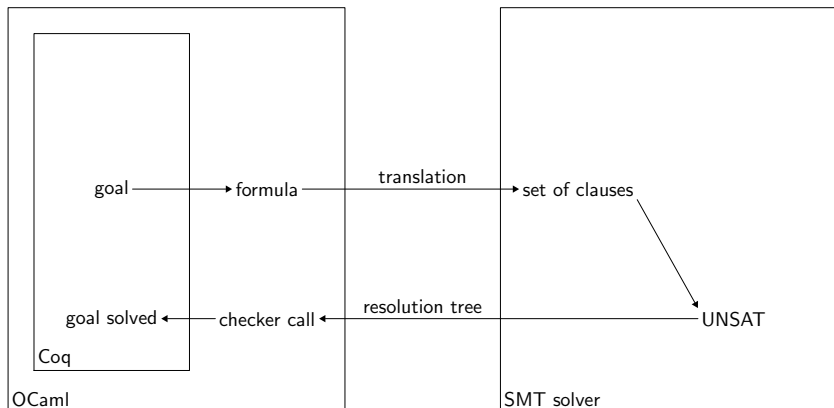 goal
formula
translation
set of clauses
goal solved
checker call
resolution tree
UNSAT
Coq
OCaml
SMT solver